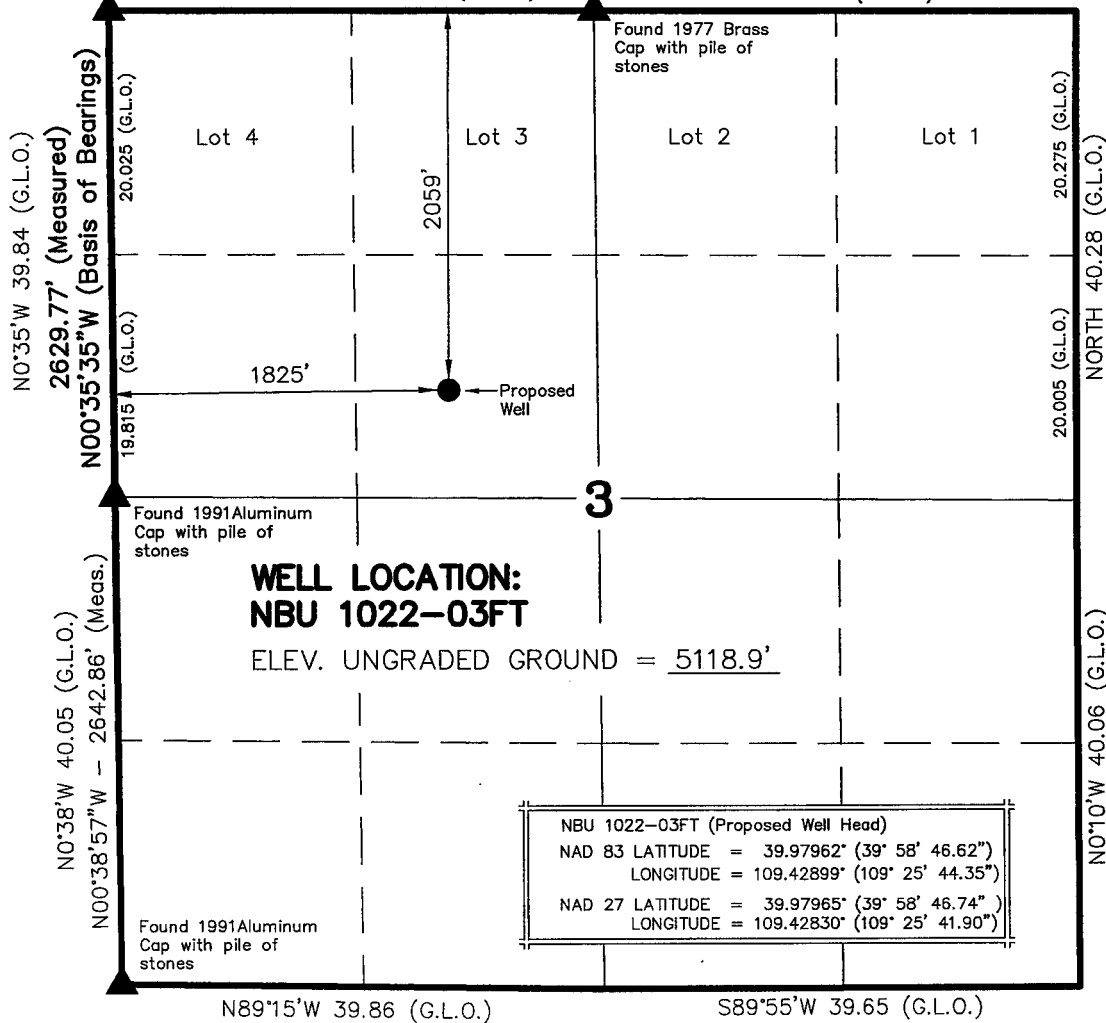 Found 1977 Brass
Cap with pile of
stones
Lot 4
Lot 3
Lot 2
Lot 1
20.025 (G.L.O.)
20.275 (G.L.O.)
N0°35'W 39.84 (G.L.O.)
2629.77' (Measured)
N00°35'35"W (Basis of Bearings)
NORTH 40.28 (G.L.O.)
2059'
1825'
Proposed
Well
19.815 (G.L.O.)
20.005 (G.L.O.)
3
Found 1991Aluminum
Cap with pile of
stones
WELL LOCATION:
NBU 1022-03FT
ELEV. UNGRADED GROUND = 5118.9'
N0°38'W 40.05 (G.L.O.)
N00°38'57"W - 2642.86' (Meas.)
N0°10'W 40.06 (G.L.O.)
NBU 1022-03FT (Proposed Well Head)
NAD 83 LATITUDE = 39.97962° (39° 58' 46.62")
LONGITUDE = 109.42899° (109° 25' 44.35")
NAD 27 LATITUDE = 39.97965° (39° 58' 46.74" )
LONGITUDE = 109.42830° (109° 25' 41.90")
Found 1991Aluminum
Cap with pile of
stones
N89°15'W 39.86 (G.L.O.)
S89°55'W 39.65 (G.L.O.)